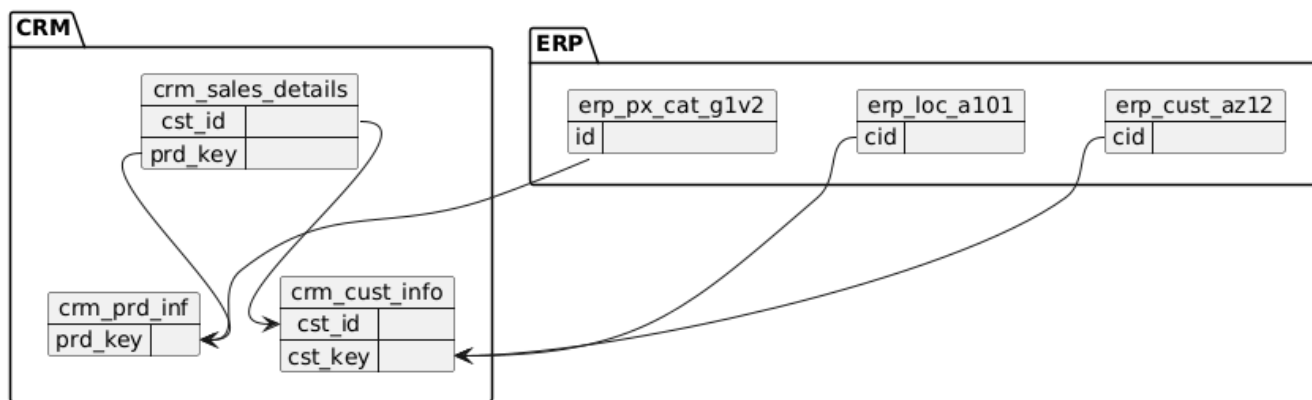 CRM
crm_sales_details
cst_id
prd_key
crm_prd_inf
prd_key
crm_cust_info
cst_id
cst_key
ERP
erp_px_cat_g1v2
id
erp_loc_a101
cid
erp_cust_az12
cid